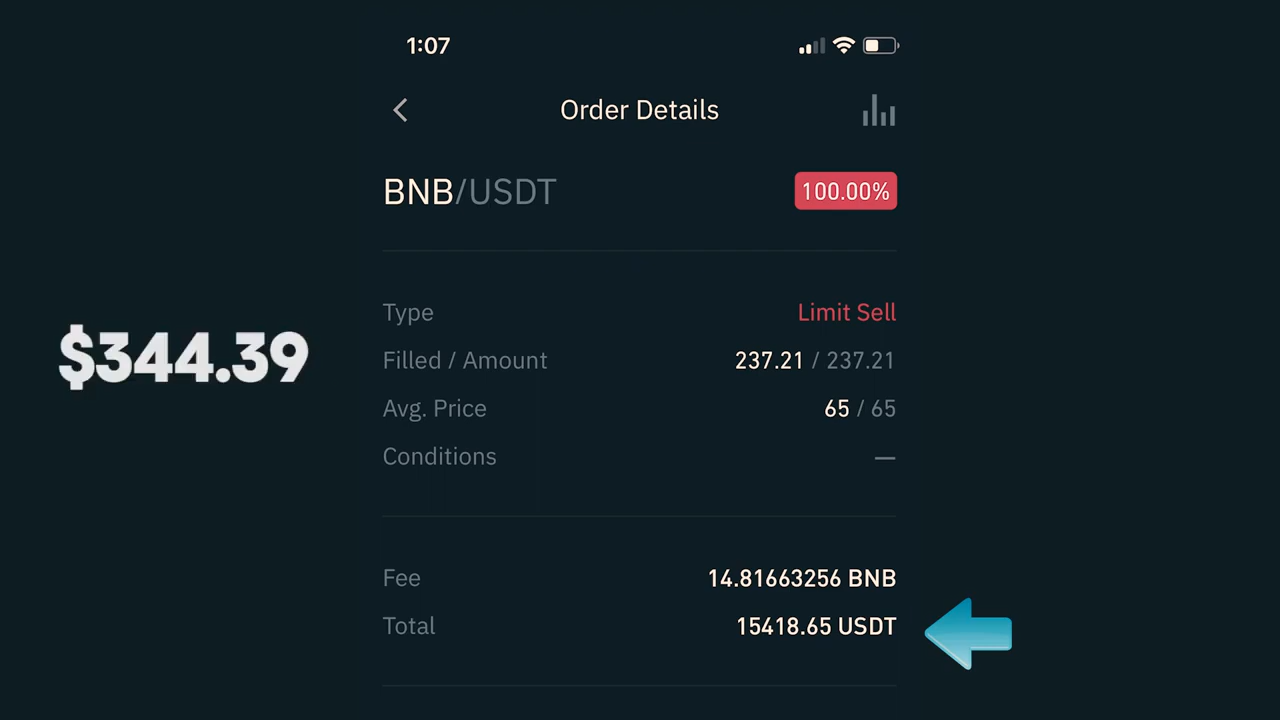 1:07
Order Details
BNB/USDT
100.00%
$344.39
Type Limit Sell
Filled / Amount 237.21 / 237.21
Avg. Price 65 / 65
Conditions —
Fee 14.81663256 BNB
Total 15418.65 USDT